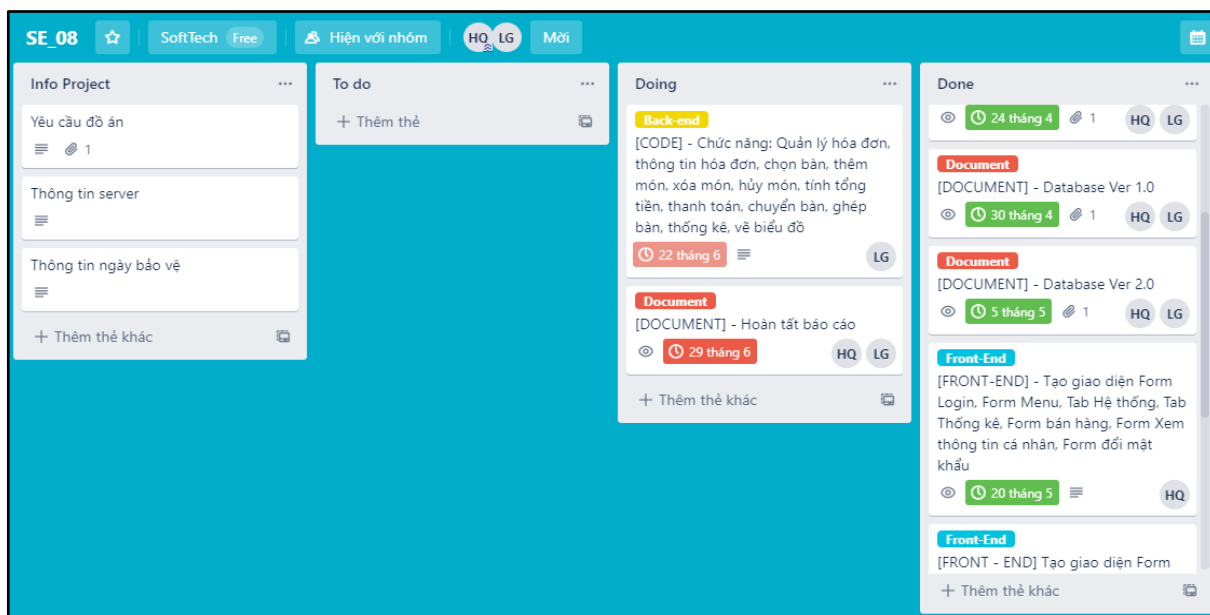 SE_08 SoftTech Free Hiện với nhóm HQ LG Mời
Info Project
Yêu cầu đồ án
1
Thông tin server
Thông tin ngày bảo vệ
+ Thêm thẻ khác
To do
+ Thêm thẻ
Doing
Back-end
[CODE] - Chức năng: Quản lý hóa đơn,
thông tin hóa đơn, chọn bàn, thêm
món, xóa món, hủy món, tính tổng
tiền, thanh toán, chuyển bàn, ghép
bàn, thống kê, vẽ biểu đồ
22 tháng 6 LG
Document
[DOCUMENT] - Hoàn tất báo cáo
29 tháng 6 HQ LG
+ Thêm thẻ khác
Done
24 tháng 4 1 HQ LG
Document
[DOCUMENT] - Database Ver 1.0
30 tháng 4 1 HQ LG
Document
[DOCUMENT] - Database Ver 2.0
5 tháng 5 1 HQ LG
Front-End
[FRONT-END] - Tạo giao diện Form
Login, Form Menu, Tab Hệ thống, Tab
Thống kê, Form bán hàng, Form Xem
thông tin cá nhân, Form đổi mật
khẩu
20 tháng 5 HQ
Front-End
[FRONT - END] Tạo giao diện Form
+ Thêm thẻ khác